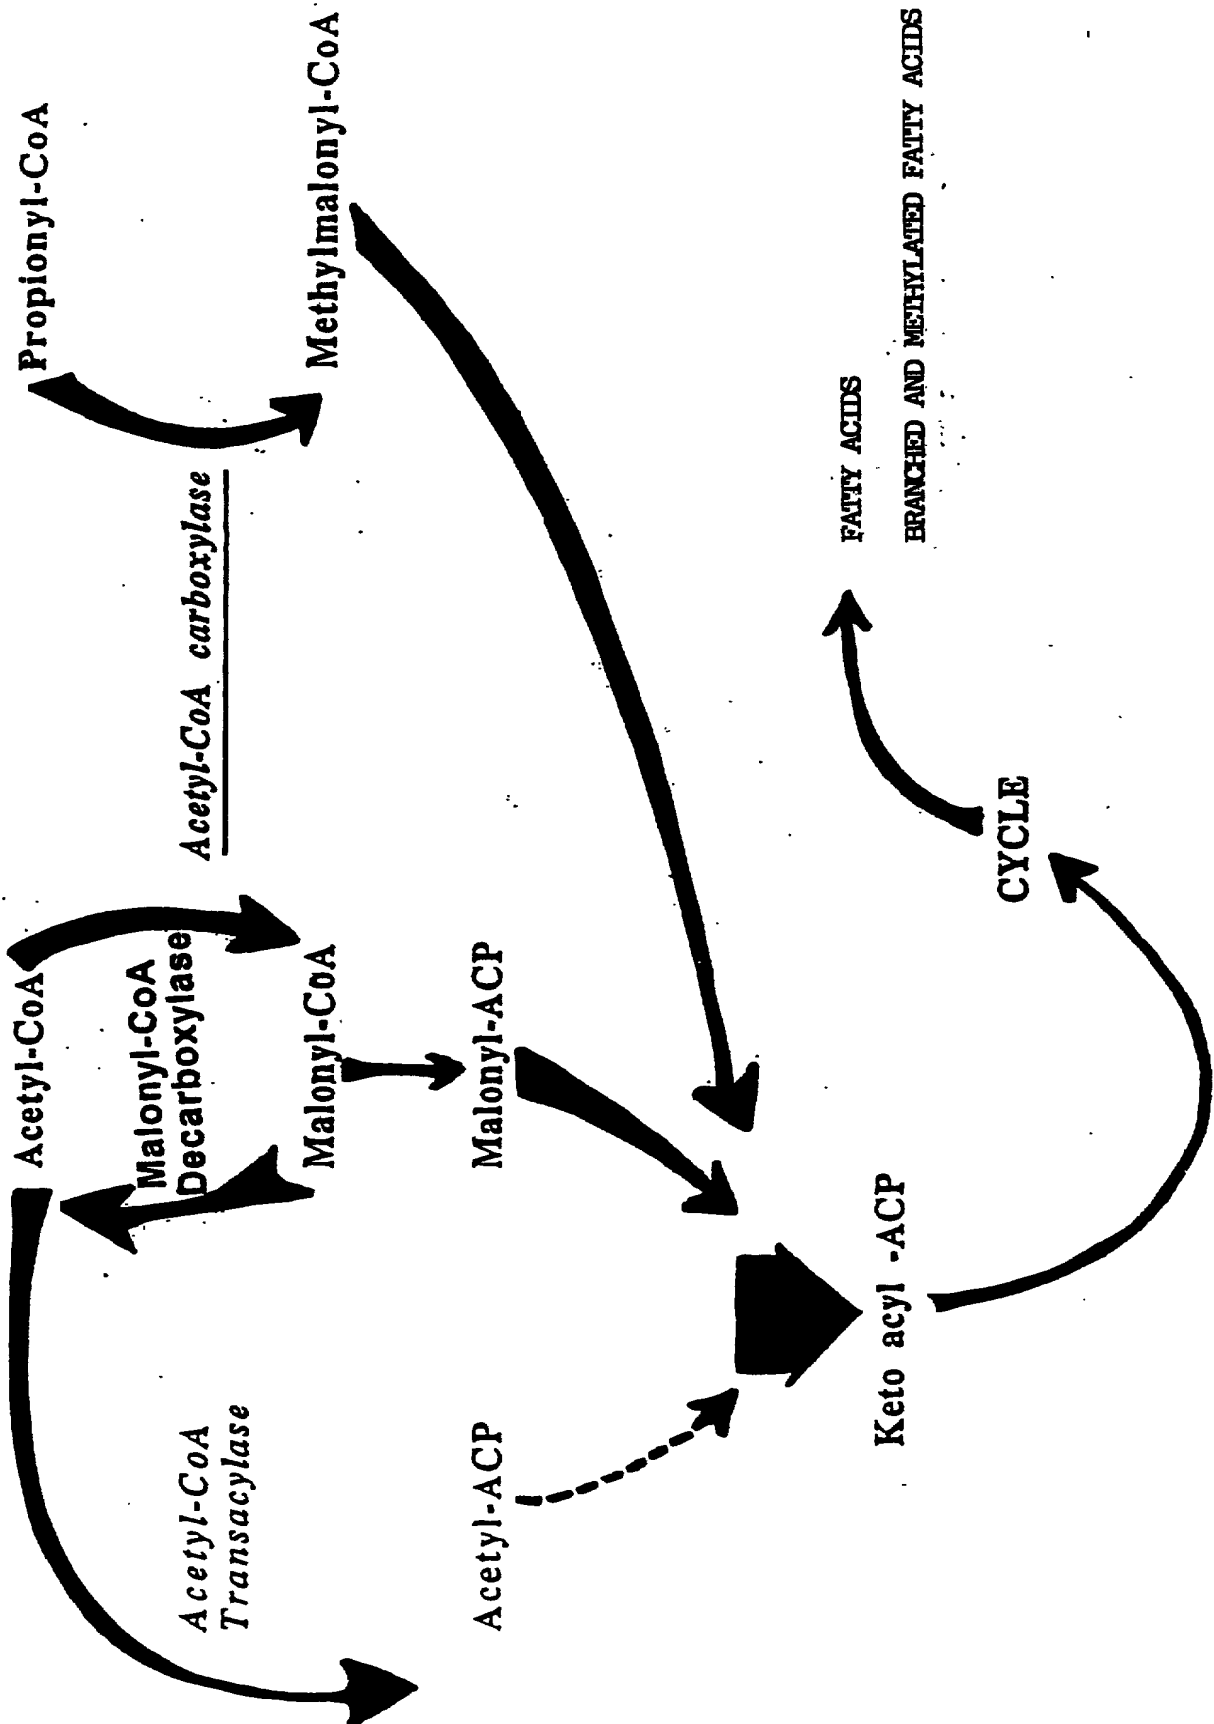 Acetyl-CoA
Propionyl-CoA
Malonyl-CoA
Decarboxylase
Acetyl-CoA
Transacylase
Acetyl-CoA carboxylase
Malonyl-CoA
Methylmalonyl-CoA
Acetyl-ACP
Malonyl-ACP
Keto acyl -ACP
CYCLE
FATTY ACIDS
BRANCHED AND METHYLATED FATTY ACIDS